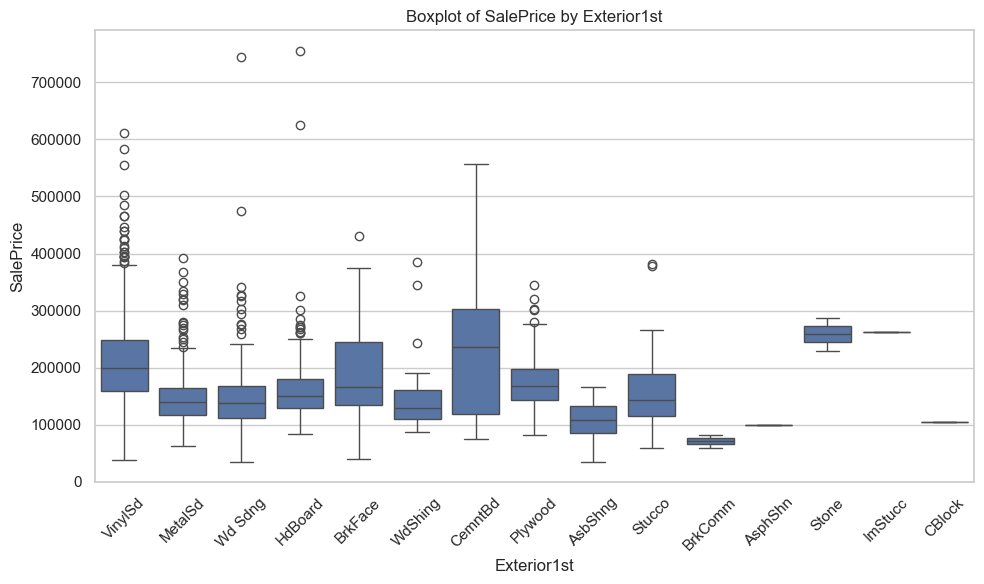 Boxplot of SalePrice by Exterior1st
SalePrice
700000
600000
500000
400000
300000
200000
100000
0
VinylSd
MetalSd
Wd Sdng
HdBoard
BrkFace
WdShing
CemntBd
Plywood
AsbShng
Stucco
BrkComm
AsphShn
Stone
ImStucc
CBlock
Exterior1st